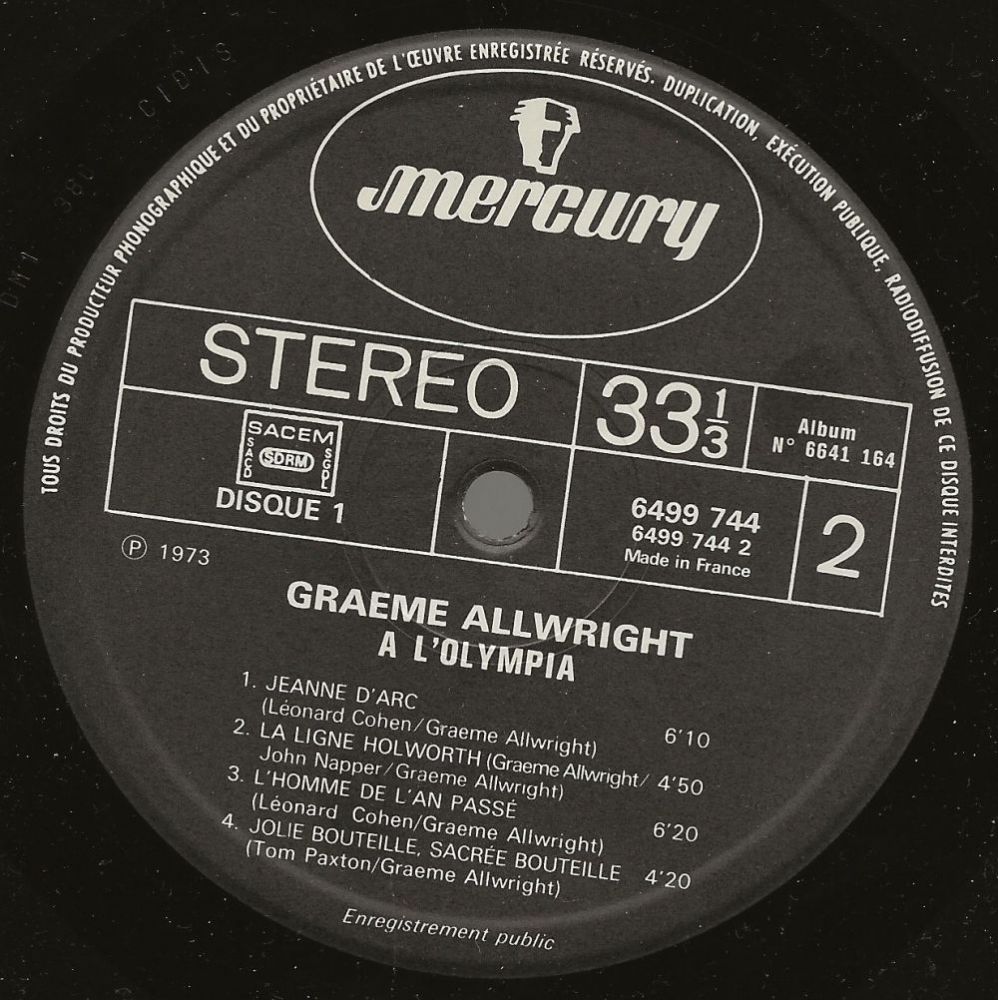 TOUS DROITS DU PRODUCTEUR PHONOGRAPHIQUE ET DU PROPRIÉTAIRE DE L'ŒUVRE ENREGISTRÉE RÉSERVÉS. DUPLICATION, EXÉCUTION PUBLIQUE, RADIODIFFUSION DE CE DISQUE INTERDITES
mercury
STEREO
33 1/3
Album
N° 6641 164
SACEM
SACD
SDRM
SGDL
DISQUE 1
6499 744
6499 744 2
Made in France
2
℗ 1973
GRAEME ALLWRIGHT
A L'OLYMPIA
1. JEANNE D'ARC
(Léonard Cohen/Graeme Allwright) 6'10
2. LA LIGNE HOLWORTH (Graeme Allwright/
John Napper/Graeme Allwright) 4'50
3. L'HOMME DE L'AN PASSÉ
(Léonard Cohen/Graeme Allwright) 6'20
4. JOLIE BOUTEILLE, SACRÉE BOUTEILLE 4'20
(Tom Paxton/Graeme Allwright)
Enregistrement public
CIDIS